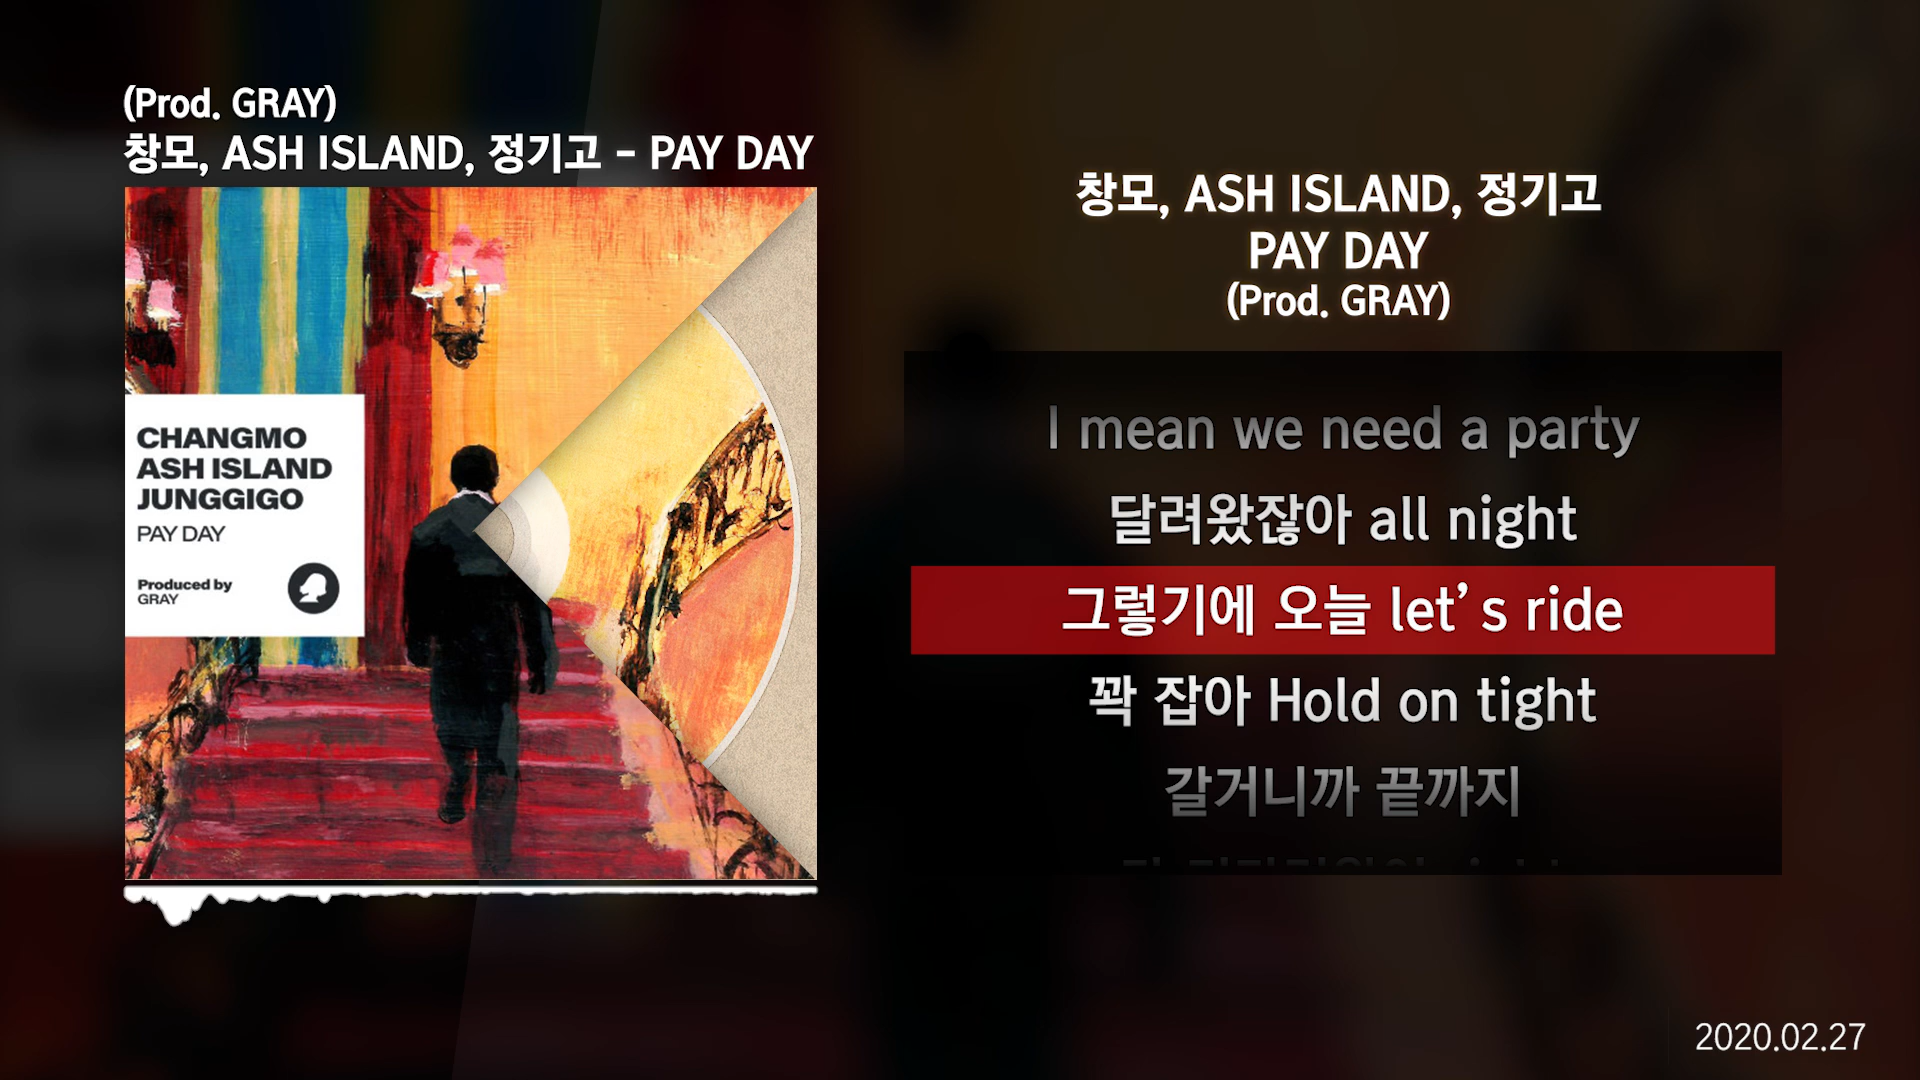 (Prod. GRAY)
창모, ASH ISLAND, 정기고 - PAY DAY
CHANGMO
ASH ISLAND
JUNGGIGO
PAY DAY
Produced by
GRAY
창모, ASH ISLAND, 정기고
PAY DAY
(Prod. GRAY)
I mean we need a party
달려왔잖아 all night
그렇기에 오늘 let’s ride
꽉 잡아 Hold on tight
갈거니까 끝까지
2020.02.27